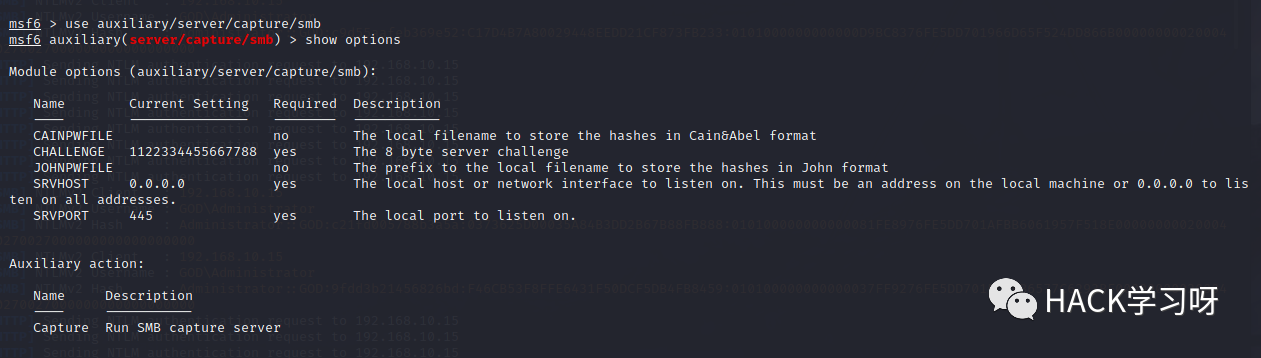 msf6 > use auxiliary/server/capture/smb
msf6 auxiliary(server/capture/smb) > show options
Module options (auxiliary/server/capture/smb):
Name Current Setting Required Description
---- --------------- -------- -----------
CAINPWFILE no The local filename to store the hashes in Cain&Abel format
CHALLENGE 1122334455667788 yes The 8 byte server challenge
JOHNPWFILE no The prefix to the local filename to store the hashes in John format
SRVHOST 0.0.0.0 yes The local host or network interface to listen on. This must be an address on the local machine or 0.0.0.0 to lis
ten on all addresses.
SRVPORT 445 yes The local port to listen on.
Auxiliary action:
Name Description
---- -----------
Capture Run SMB capture server
HACK学习呀